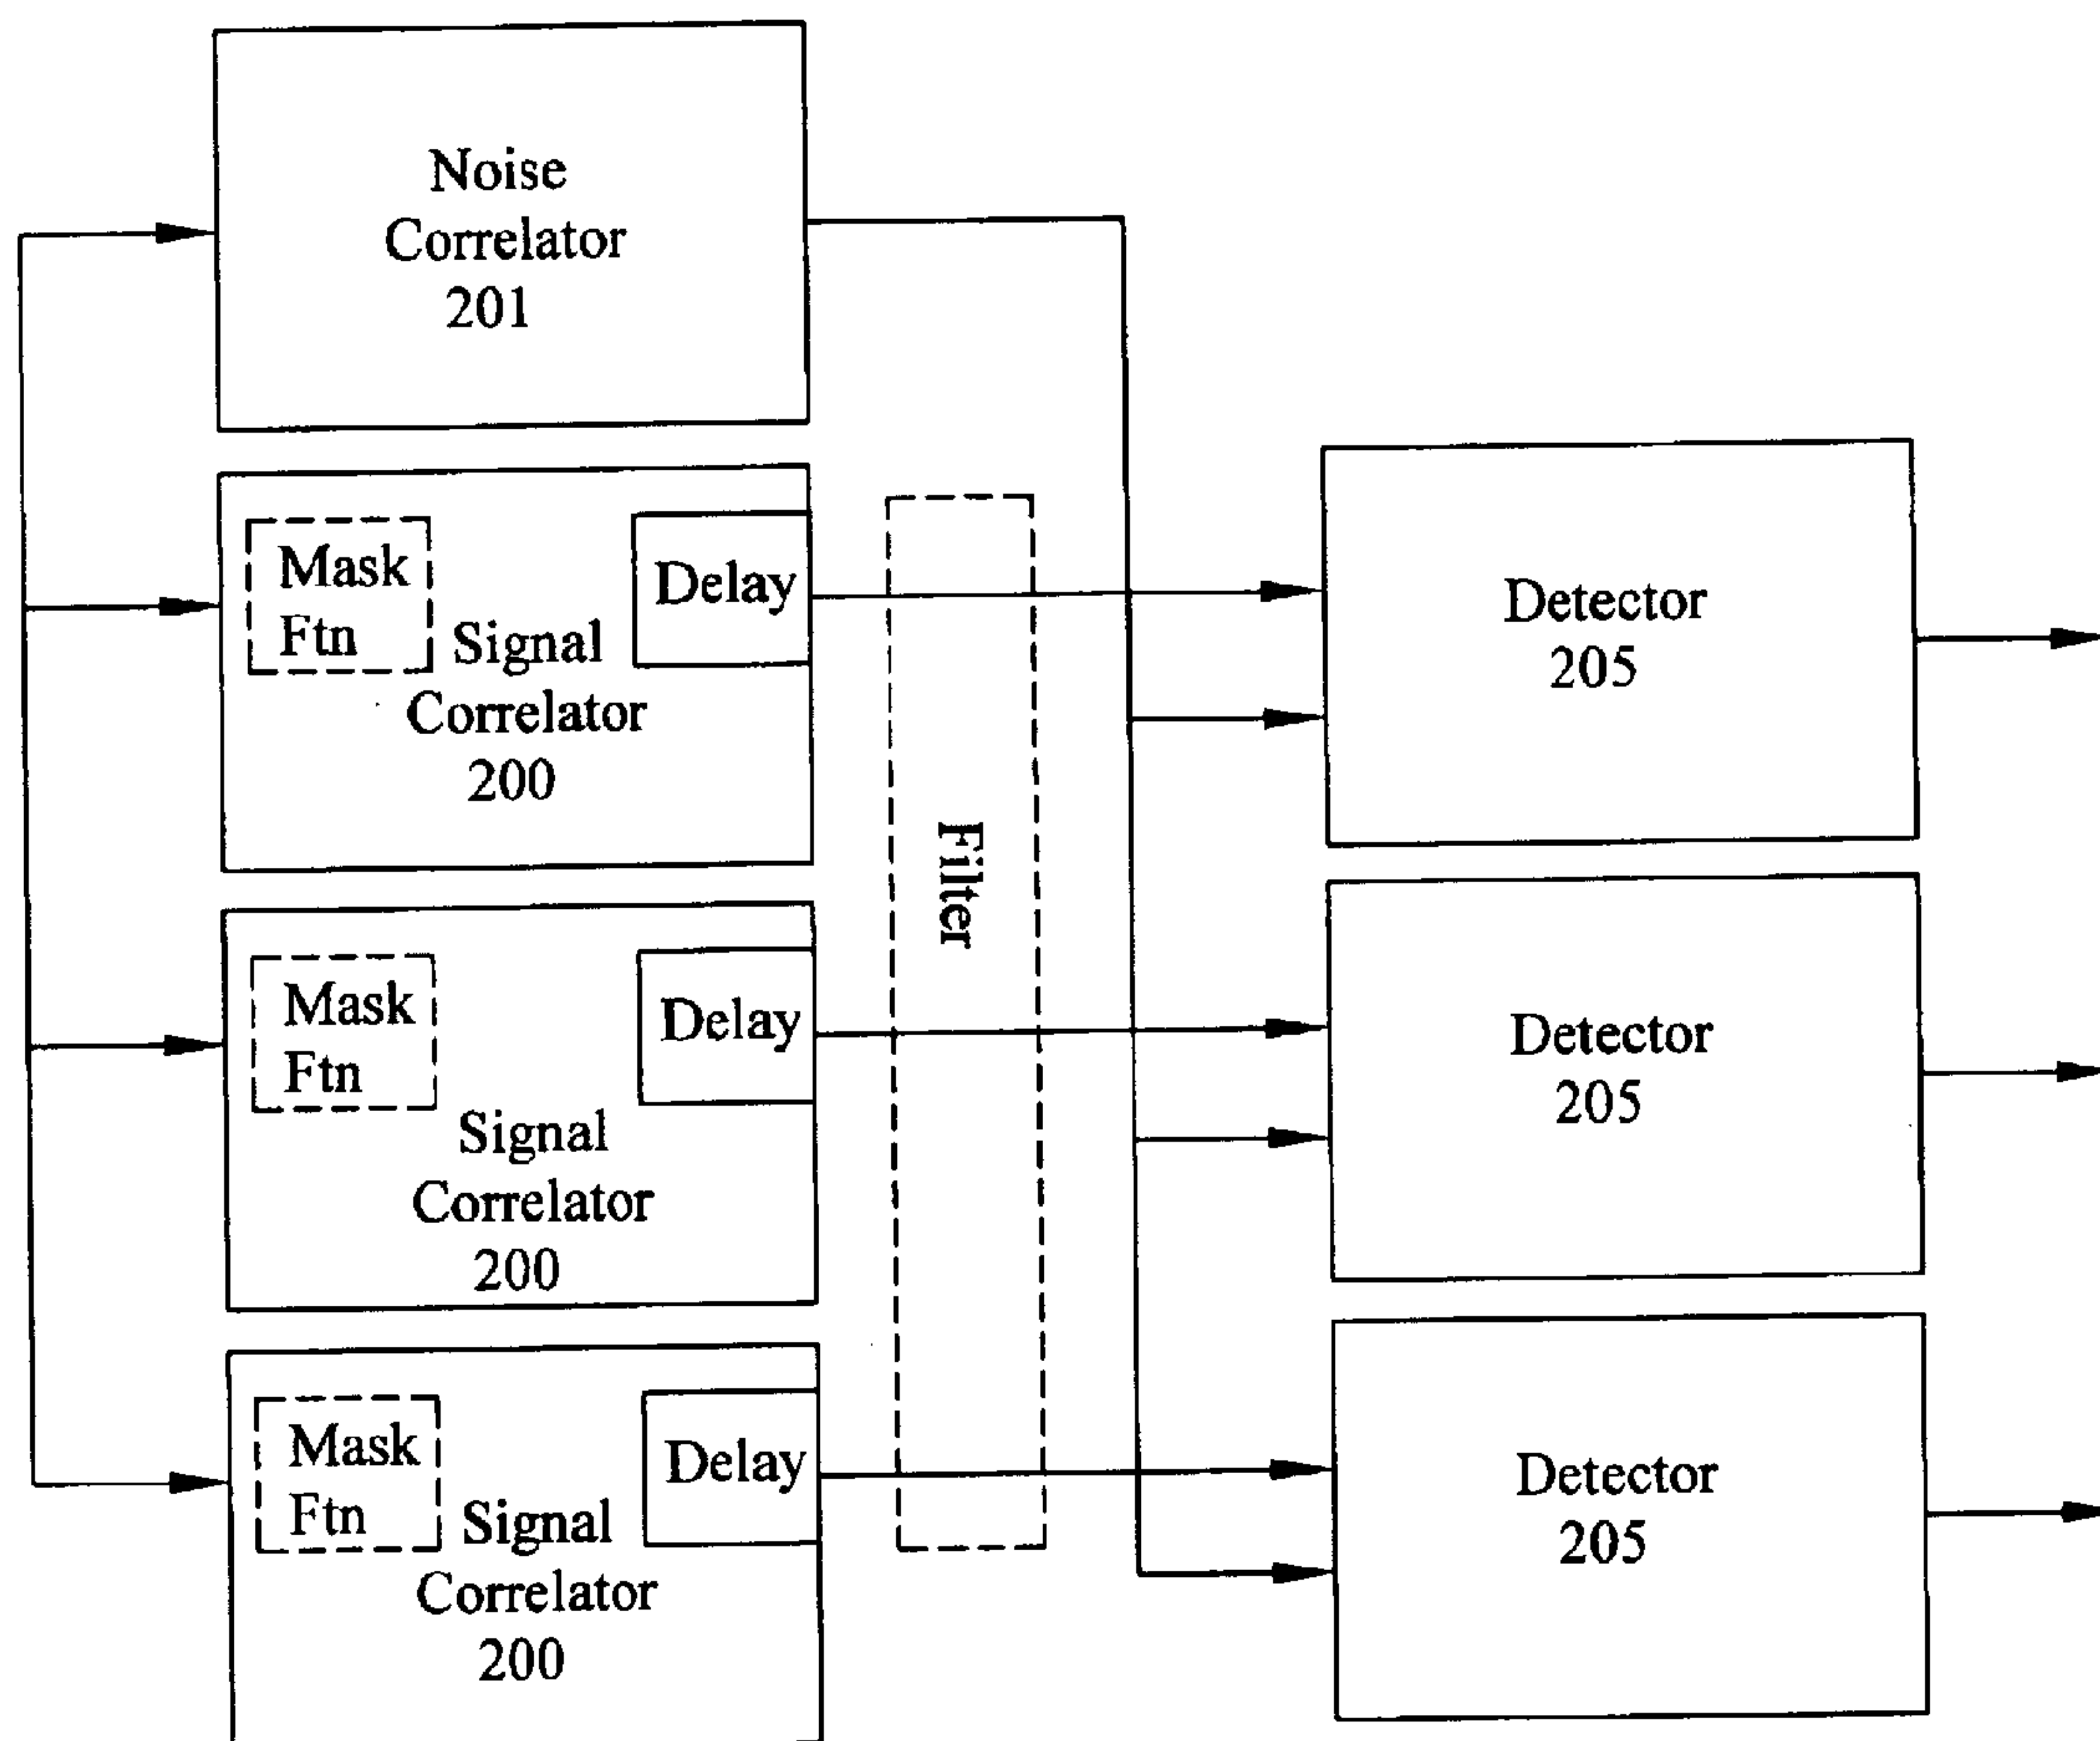 Noise
Correlator
201
Mask
Ftn
Delay
Signal
Correlator
200
Filter
Detector
205
Mask
Ftn
Delay
Signal
Correlator
200
Detector
205
Mask
Ftn
Delay
Signal
Correlator
200
Detector
205